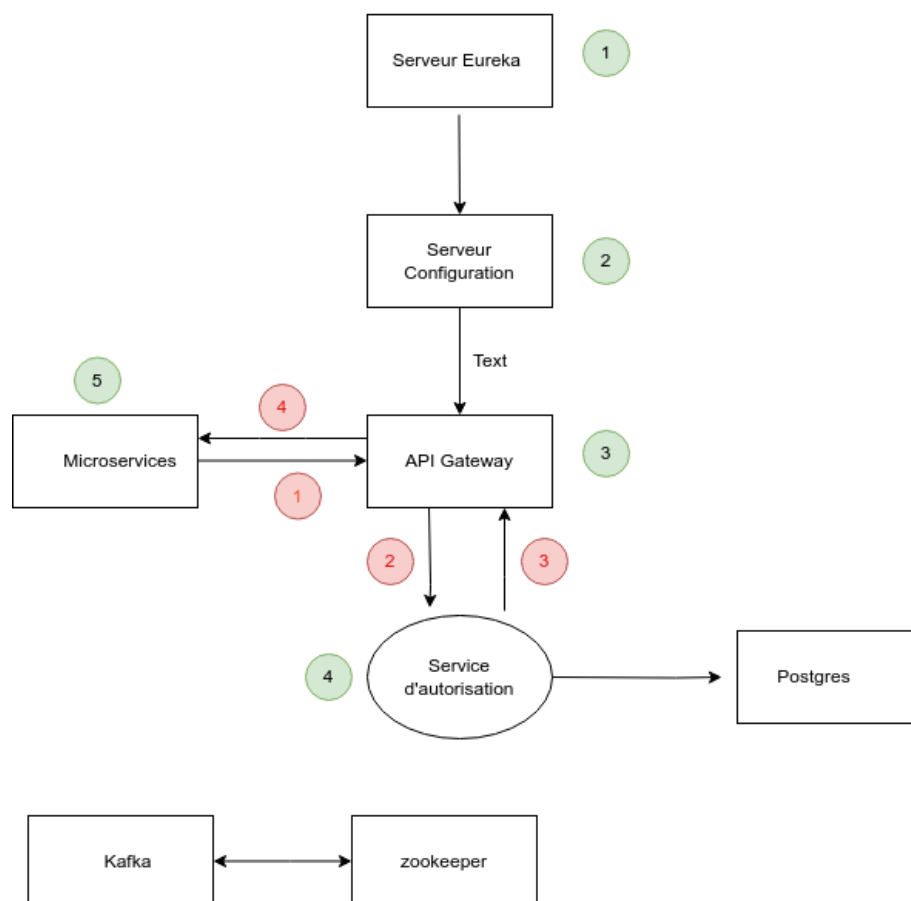 Serveur Eureka
1
Serveur
Configuration
2
Text
5
4
Microservices
API Gateway
3
1
2
3
4
Service
d'autorisation
Postgres
Kafka
zookeeper